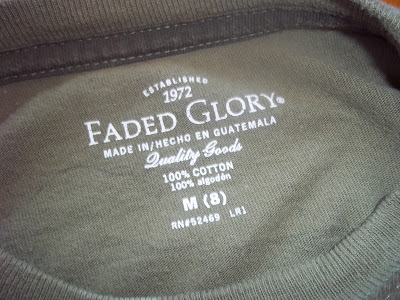 ESTABLISHED
1972
FADED GLORY®
MADE IN/HECHO EN GUATEMALA
Quality Goods
100% COTTON
100% algodón
M (8)
RN#52469 LR1